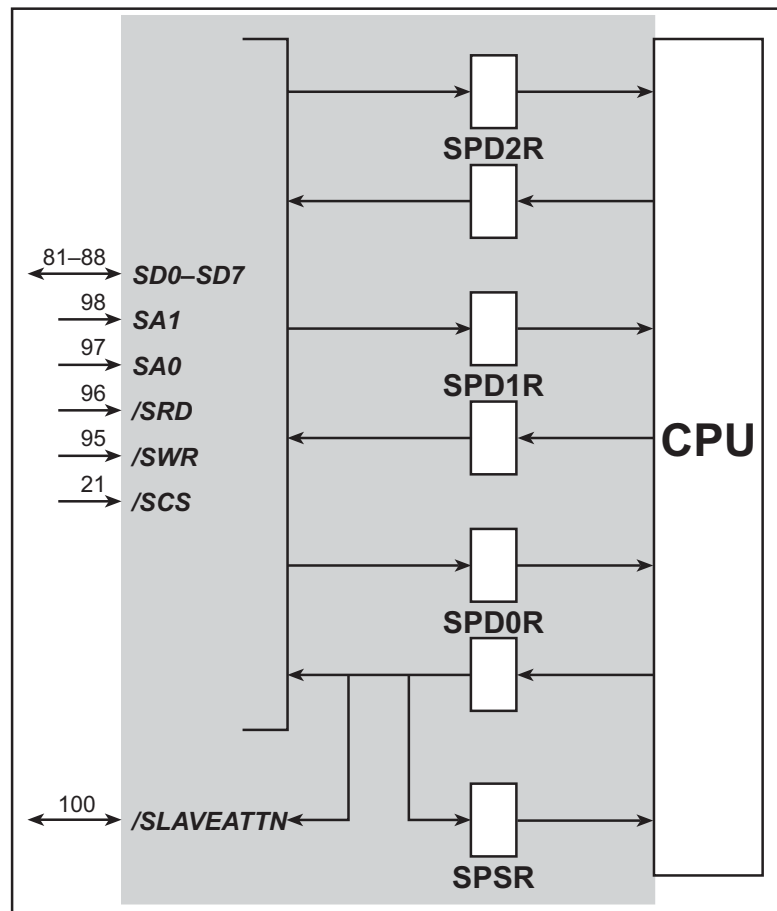 SPD2R
81–88
SD0–SD7
98
SA1
97
SA0
96
/SRD
95
/SWR
21
/SCS
SPD1R
CPU
SPD0R
100
/SLAVEATTN
SPSR